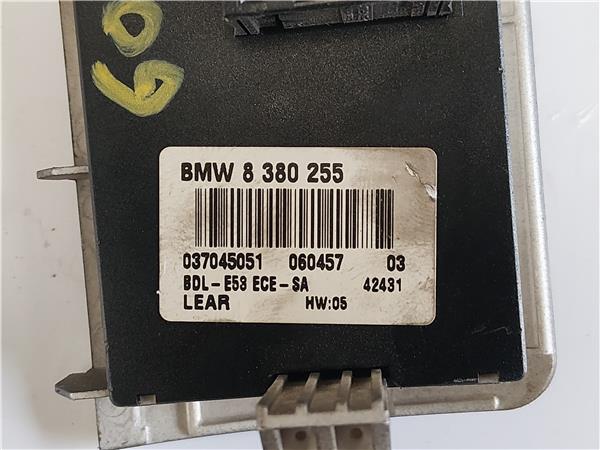 60
BMW 8 380 255
037045051 060457 03
BDL-E53 ECE-SA 42431
LEAR HW:05